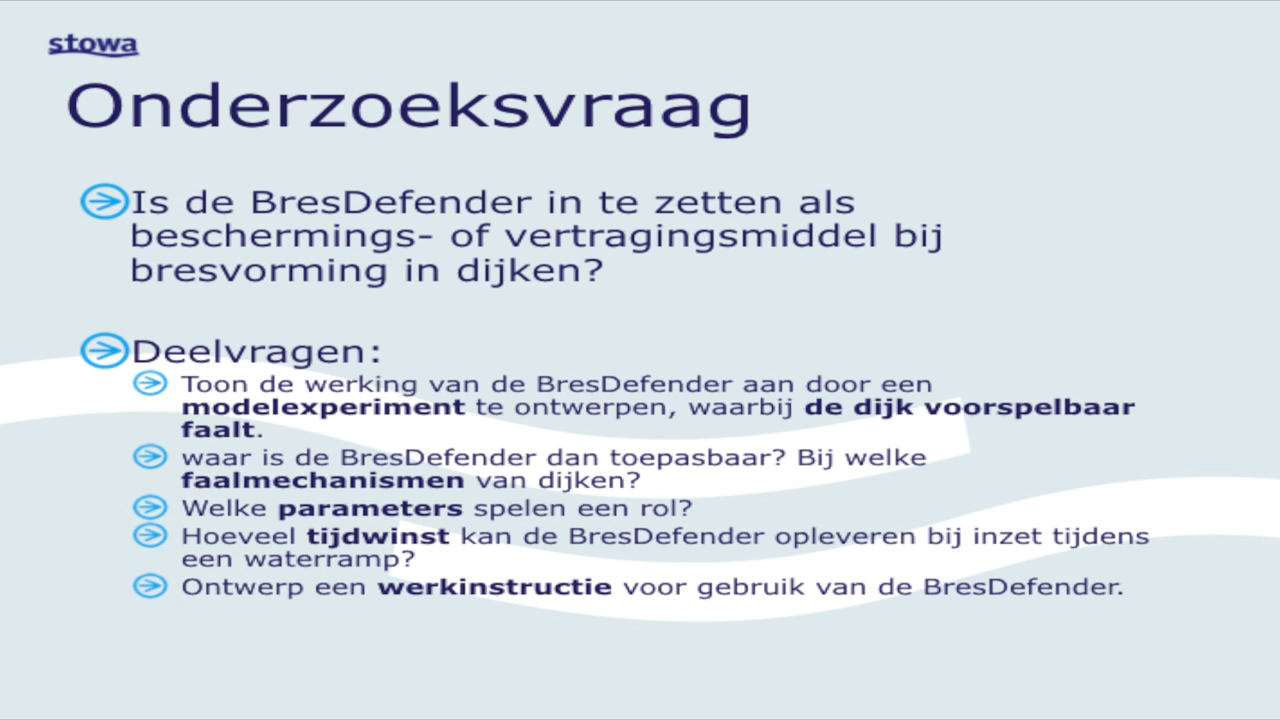 stowa
Onderzoeksvraag
Is de BresDefender in te zetten als
beschermings- of vertragingsmiddel bij
bresvorming in dijken?
Deelvragen:
Toon de werking van de BresDefender aan door een
modelexperiment te ontwerpen, waarbij de dijk voorspelbaar
faalt.
waar is de BresDefender dan toepasbaar? Bij welke
faalmechanismen van dijken?
Welke parameters spelen een rol?
Hoeveel tijdwinst kan de BresDefender opleveren bij inzet tijdens
een waterramp?
Ontwerp een werkinstructie voor gebruik van de BresDefender.